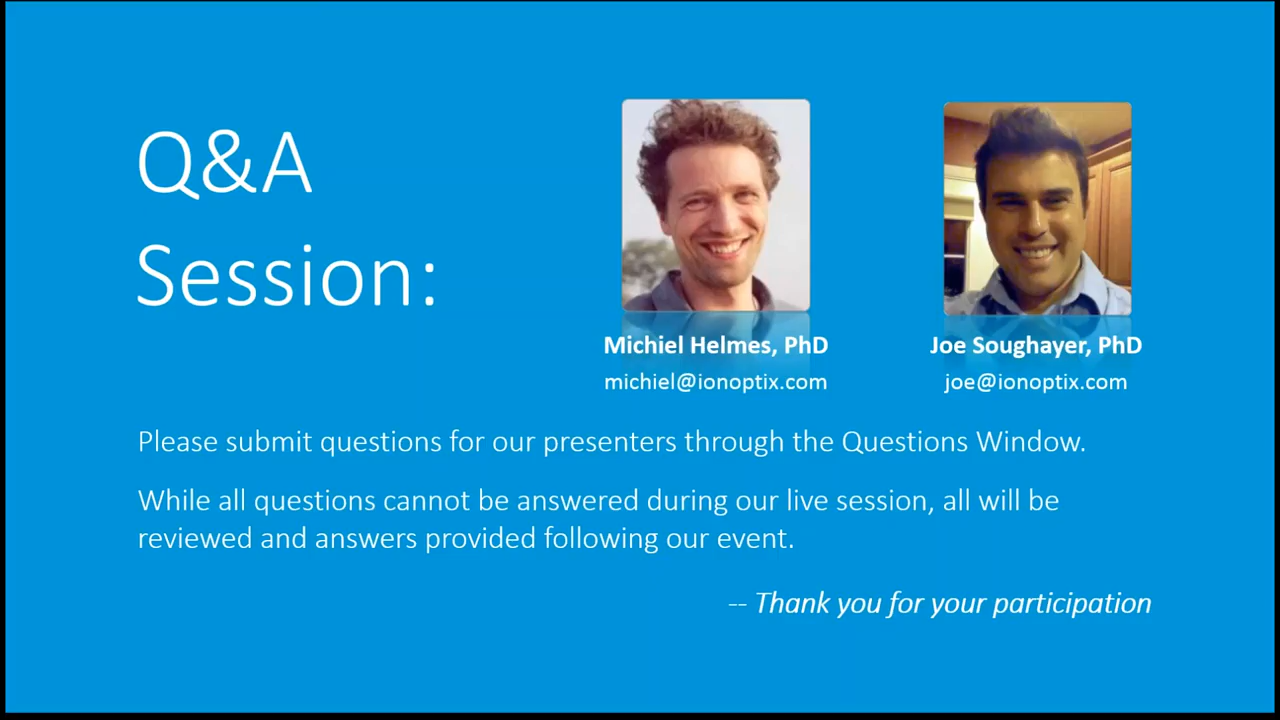 Q&A
Session:
Michiel Helmes, PhD
michiel@ionoptix.com
Joe Soughayer, PhD
joe@ionoptix.com
Please submit questions for our presenters through the Questions Window.
While all questions cannot be answered during our live session, all will be
reviewed and answers provided following our event.
-- Thank you for your participation